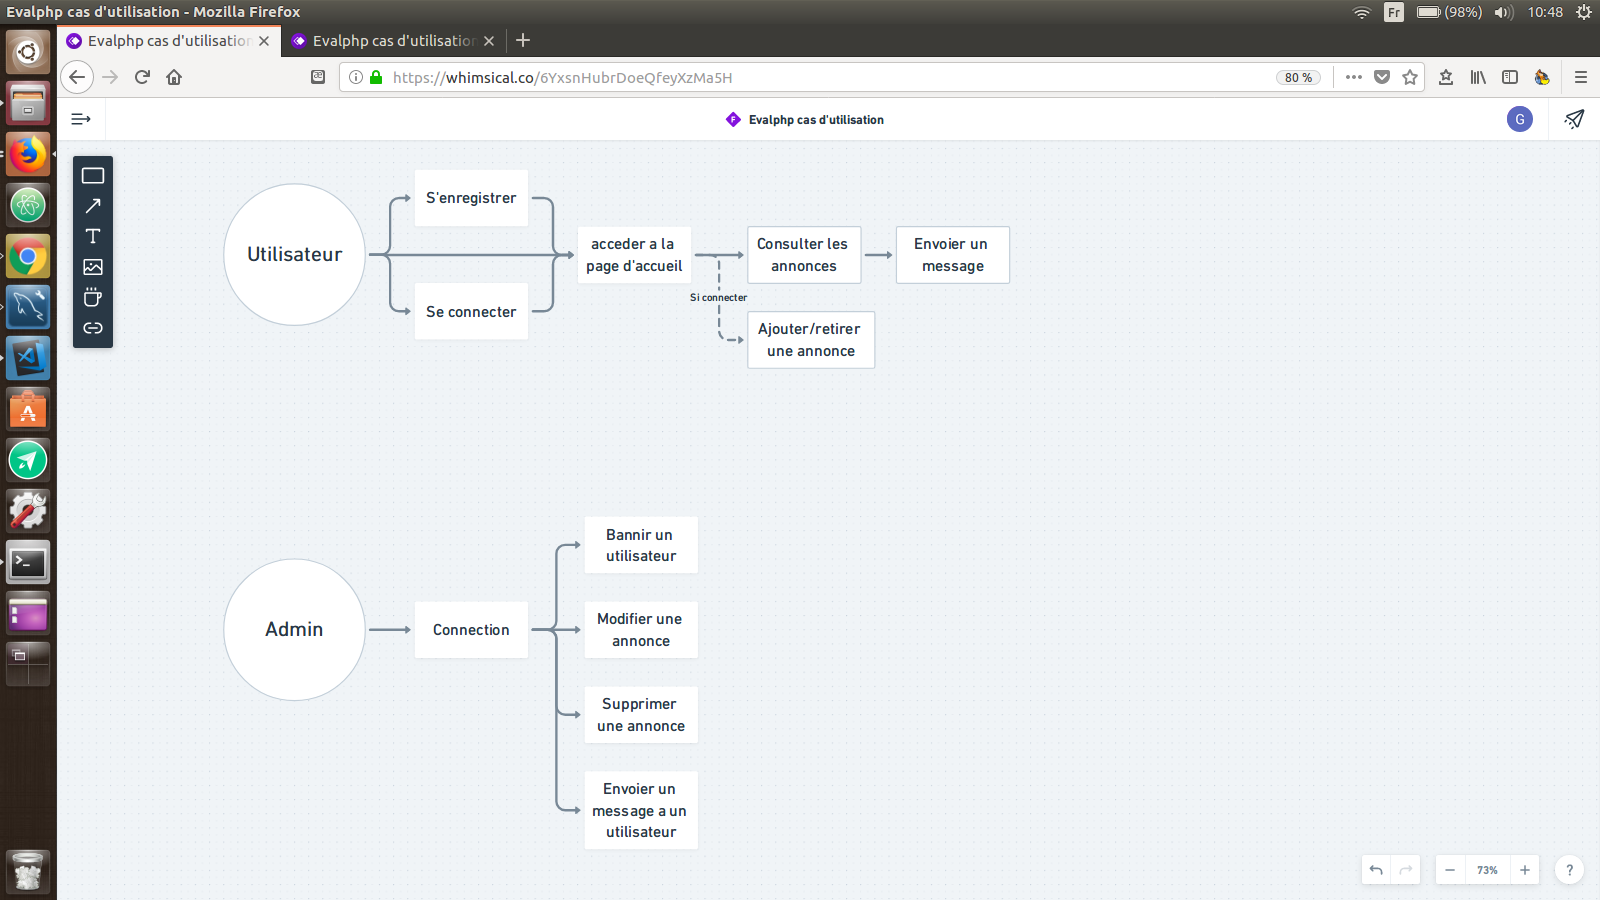 Evalphp cas d'utilisation - Mozilla Firefox
Fr
(98%)
10:48
Evalphp cas d'utilisation
Evalphp cas d'utilisation
https://whimsical.co/6YxsnHubrDoeQfeyXzMa5H
80 %
Evalphp cas d'utilisation
G
S'enregistrer
Utilisateur
acceder a la
page d'accueil
Consulter les
annonces
Envoier un
message
Si connecter
Se connecter
Ajouter/retirer
une annonce
Bannir un
utilisateur
Admin
Connection
Modifier une
annonce
Supprimer
une annonce
Envoier un
message a un
utilisateur
73%
?